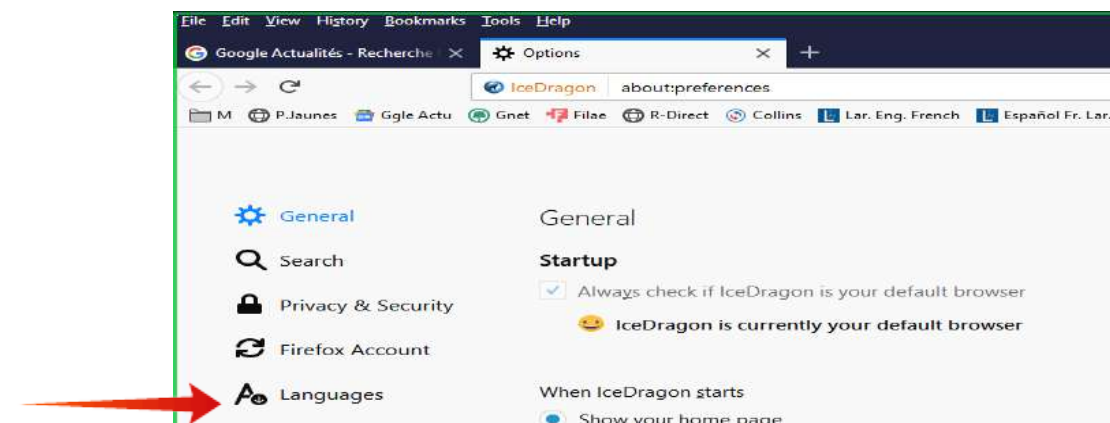 File Edit View History Bookmarks Tools Help
Google Actualités - Recherche Options
IceDragon about:preferences
M P.Jaunes Ggle Actu Gnet Filae R-Direct Collins Lar. Eng. French Español Fr. Lar.
General General
Search Startup
Always check if IceDragon is your default browser
Privacy & Security
IceDragon is currently your default browser
Firefox Account
Languages When IceDragon starts
Show your home page